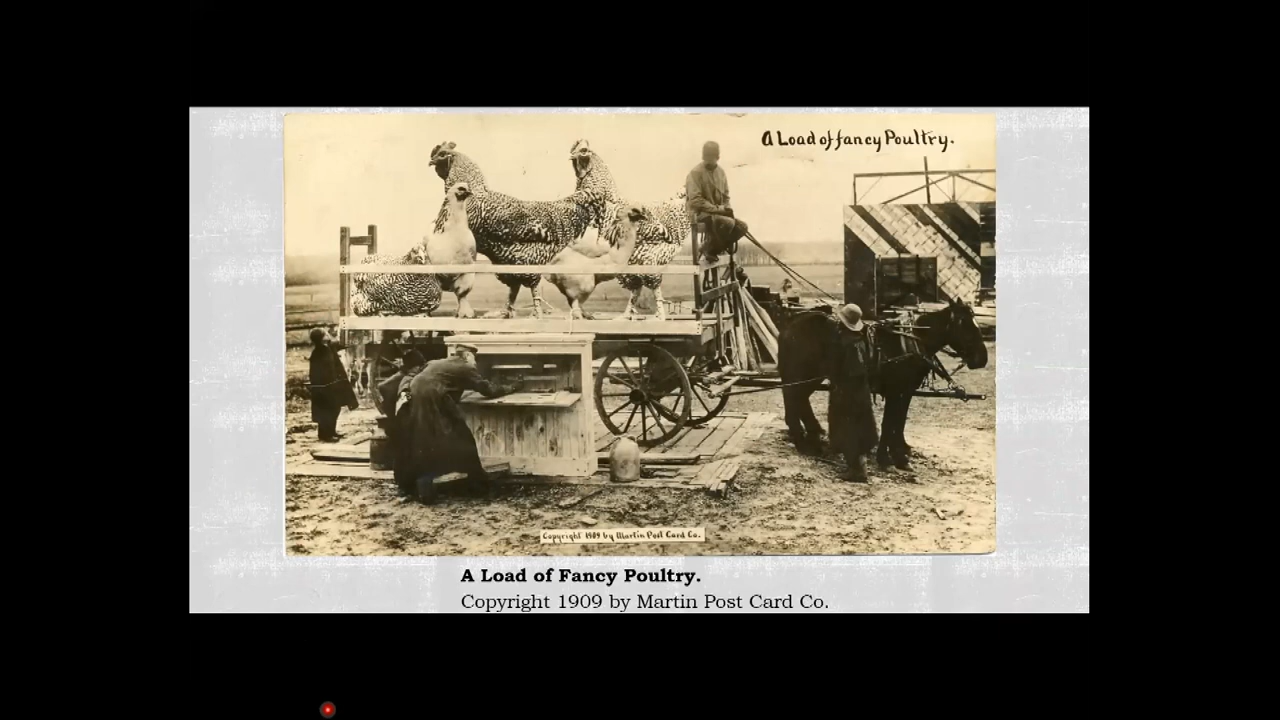 A Load of fancy Poultry.
Copyright 1909 by Martin Post Card Co.
A Load of Fancy Poultry.
Copyright 1909 by Martin Post Card Co.